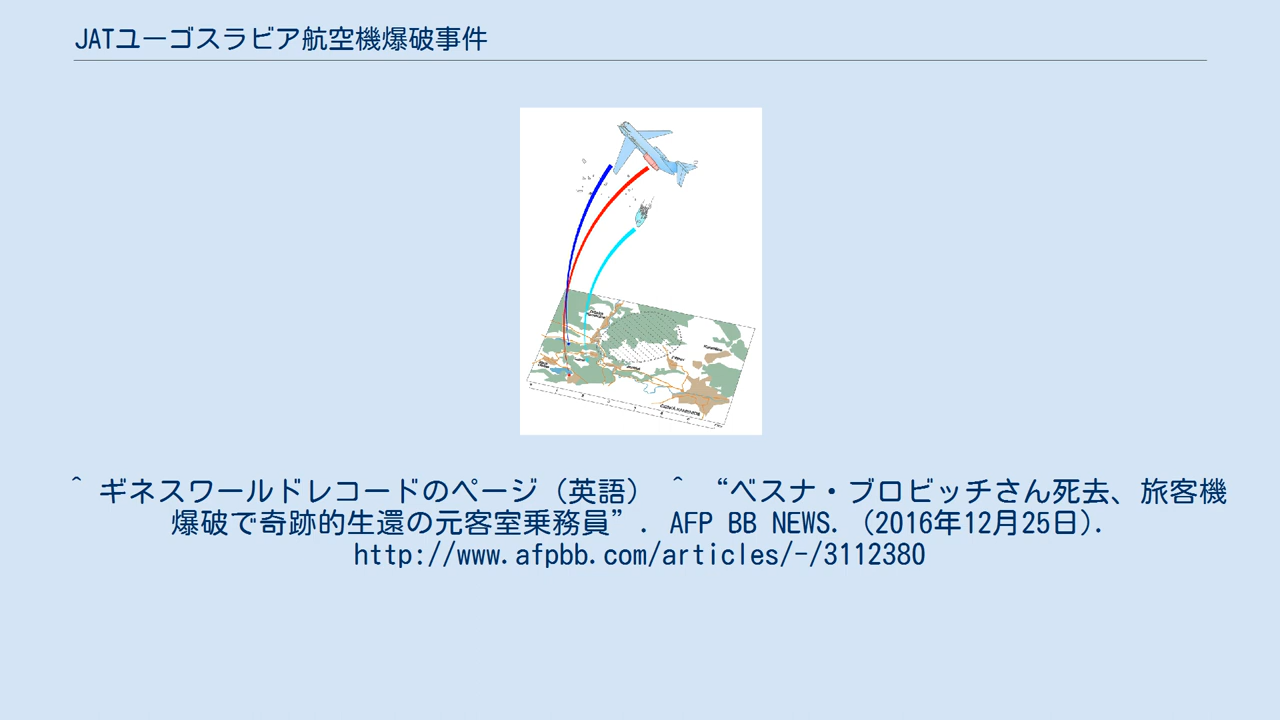 JATユーゴスラビア航空機爆破事件
^ ギネスワールドレコードのページ（英語） ^ “ベスナ・ブロビッチさん死去、旅客機
爆破で奇跡的生還の元客室乗務員”. AFP BB NEWS. (2016年12月25日).
http://www.afpbb.com/articles/-/3112380